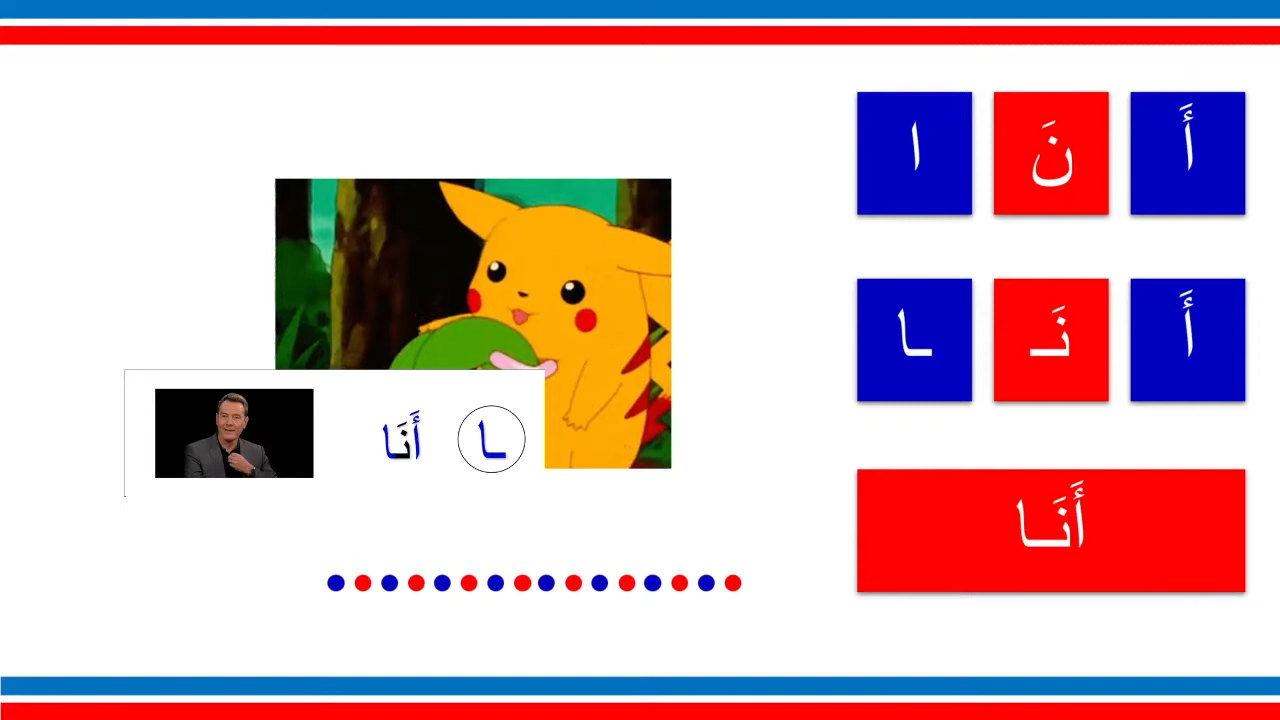 أَ نَ ا
أَ نَـ ـا
أَنَـا
أَنَا ـا